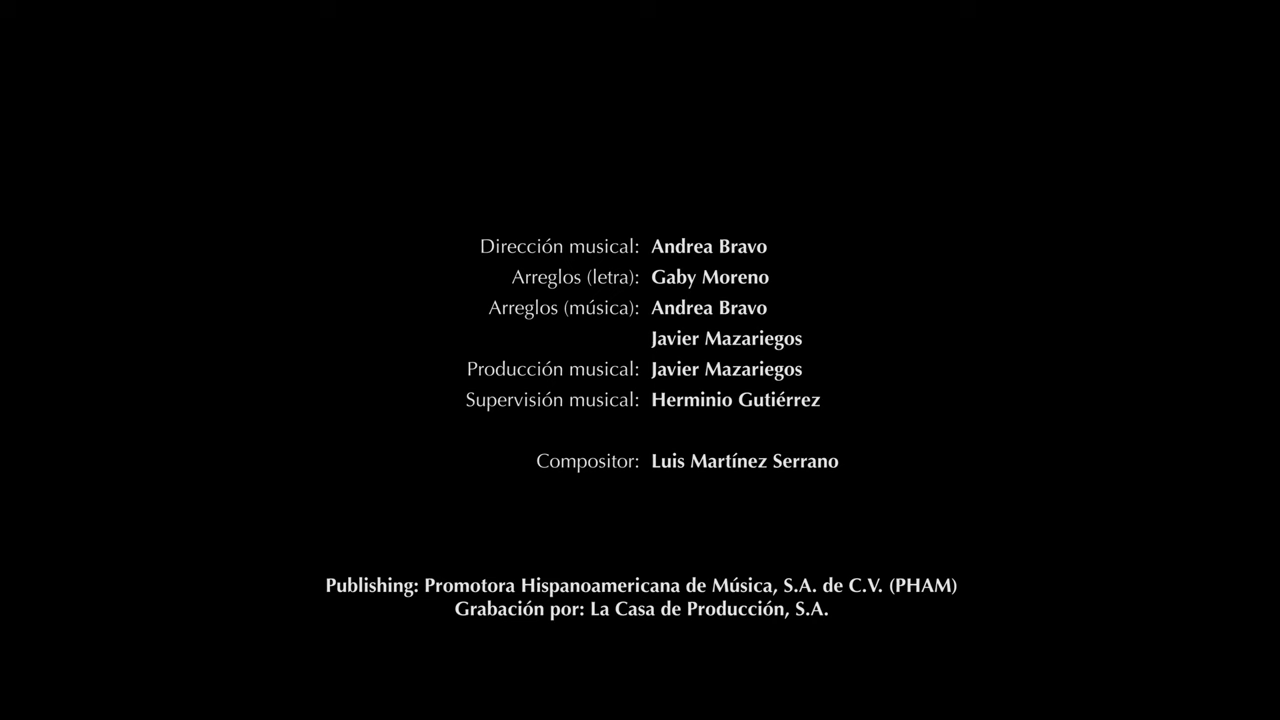 Dirección musical: Andrea Bravo
Arreglos (letra): Gaby Moreno
Arreglos (música): Andrea Bravo
Javier Mazariegos
Producción musical: Javier Mazariegos
Supervisión musical: Herminio Gutiérrez
Compositor: Luis Martínez Serrano
Publishing: Promotora Hispanoamericana de Música, S.A. de C.V. (PHAM)
Grabación por: La Casa de Producción, S.A.